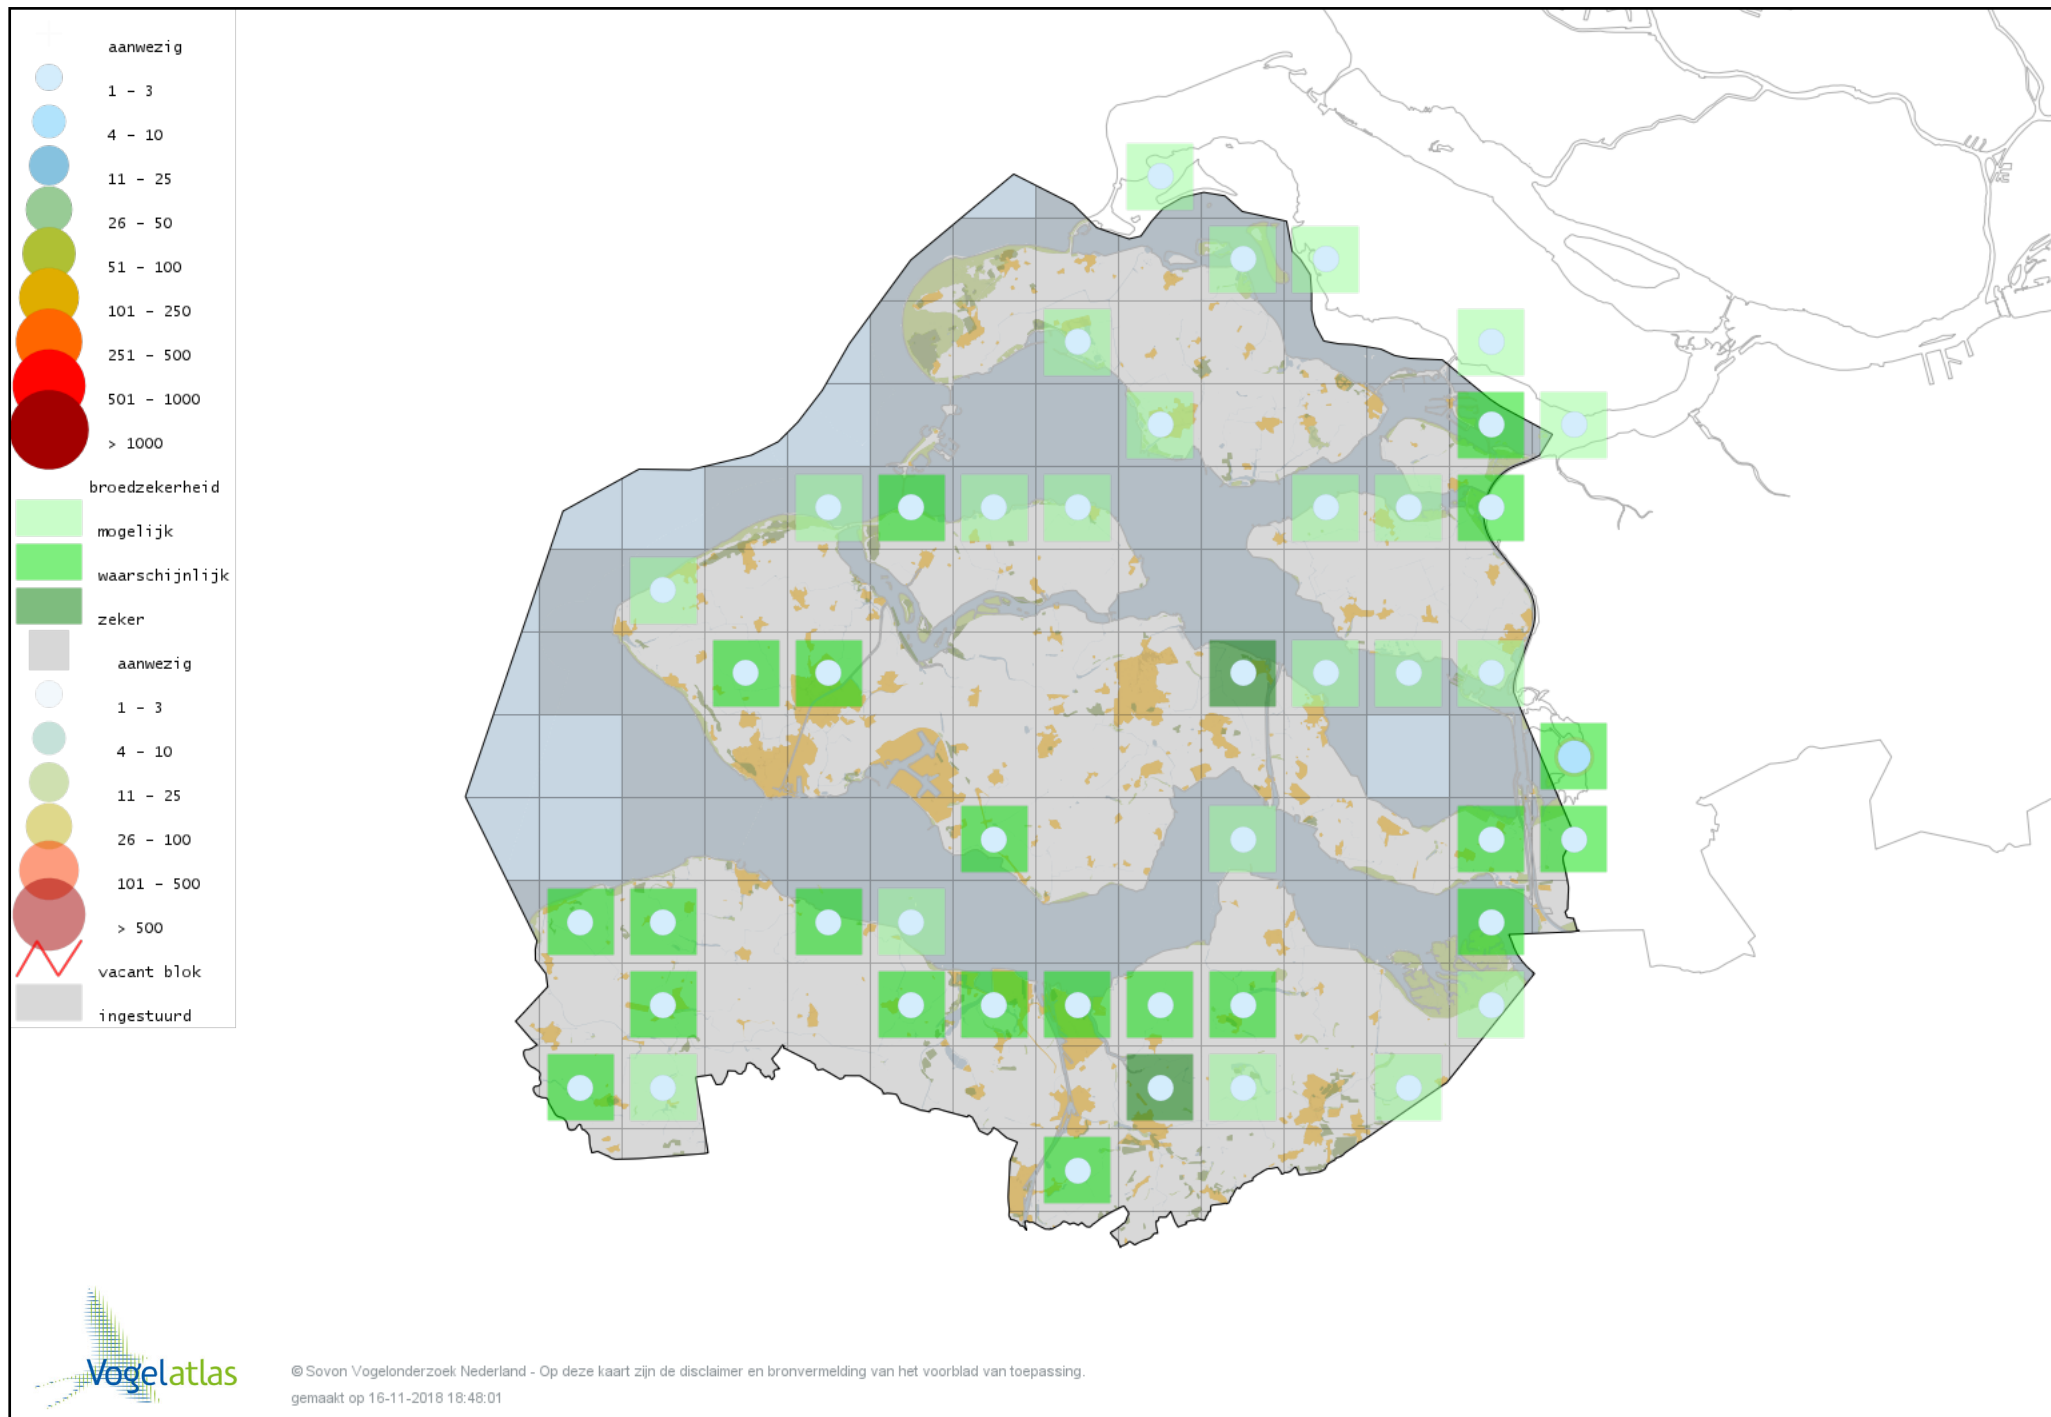 aanwezig
1 - 3
4 - 10
11 - 25
26 - 50
51 - 100
101 - 250
251 - 500
501 - 1000
> 1000
broedzekerheid
mogelijk
waarschijnlijk
zeker
aanwezig
1 - 3
4 - 10
11 - 25
26 - 100
101 - 500
> 500
vacant blok
ingestuurd
Vogelatlas
© Sovon Vogelonderzoek Nederland - Op deze kaart zijn de disclaimer en bronvermelding van het voorblad van toepassing.
gemaakt op 16-11-2018 18:48:01